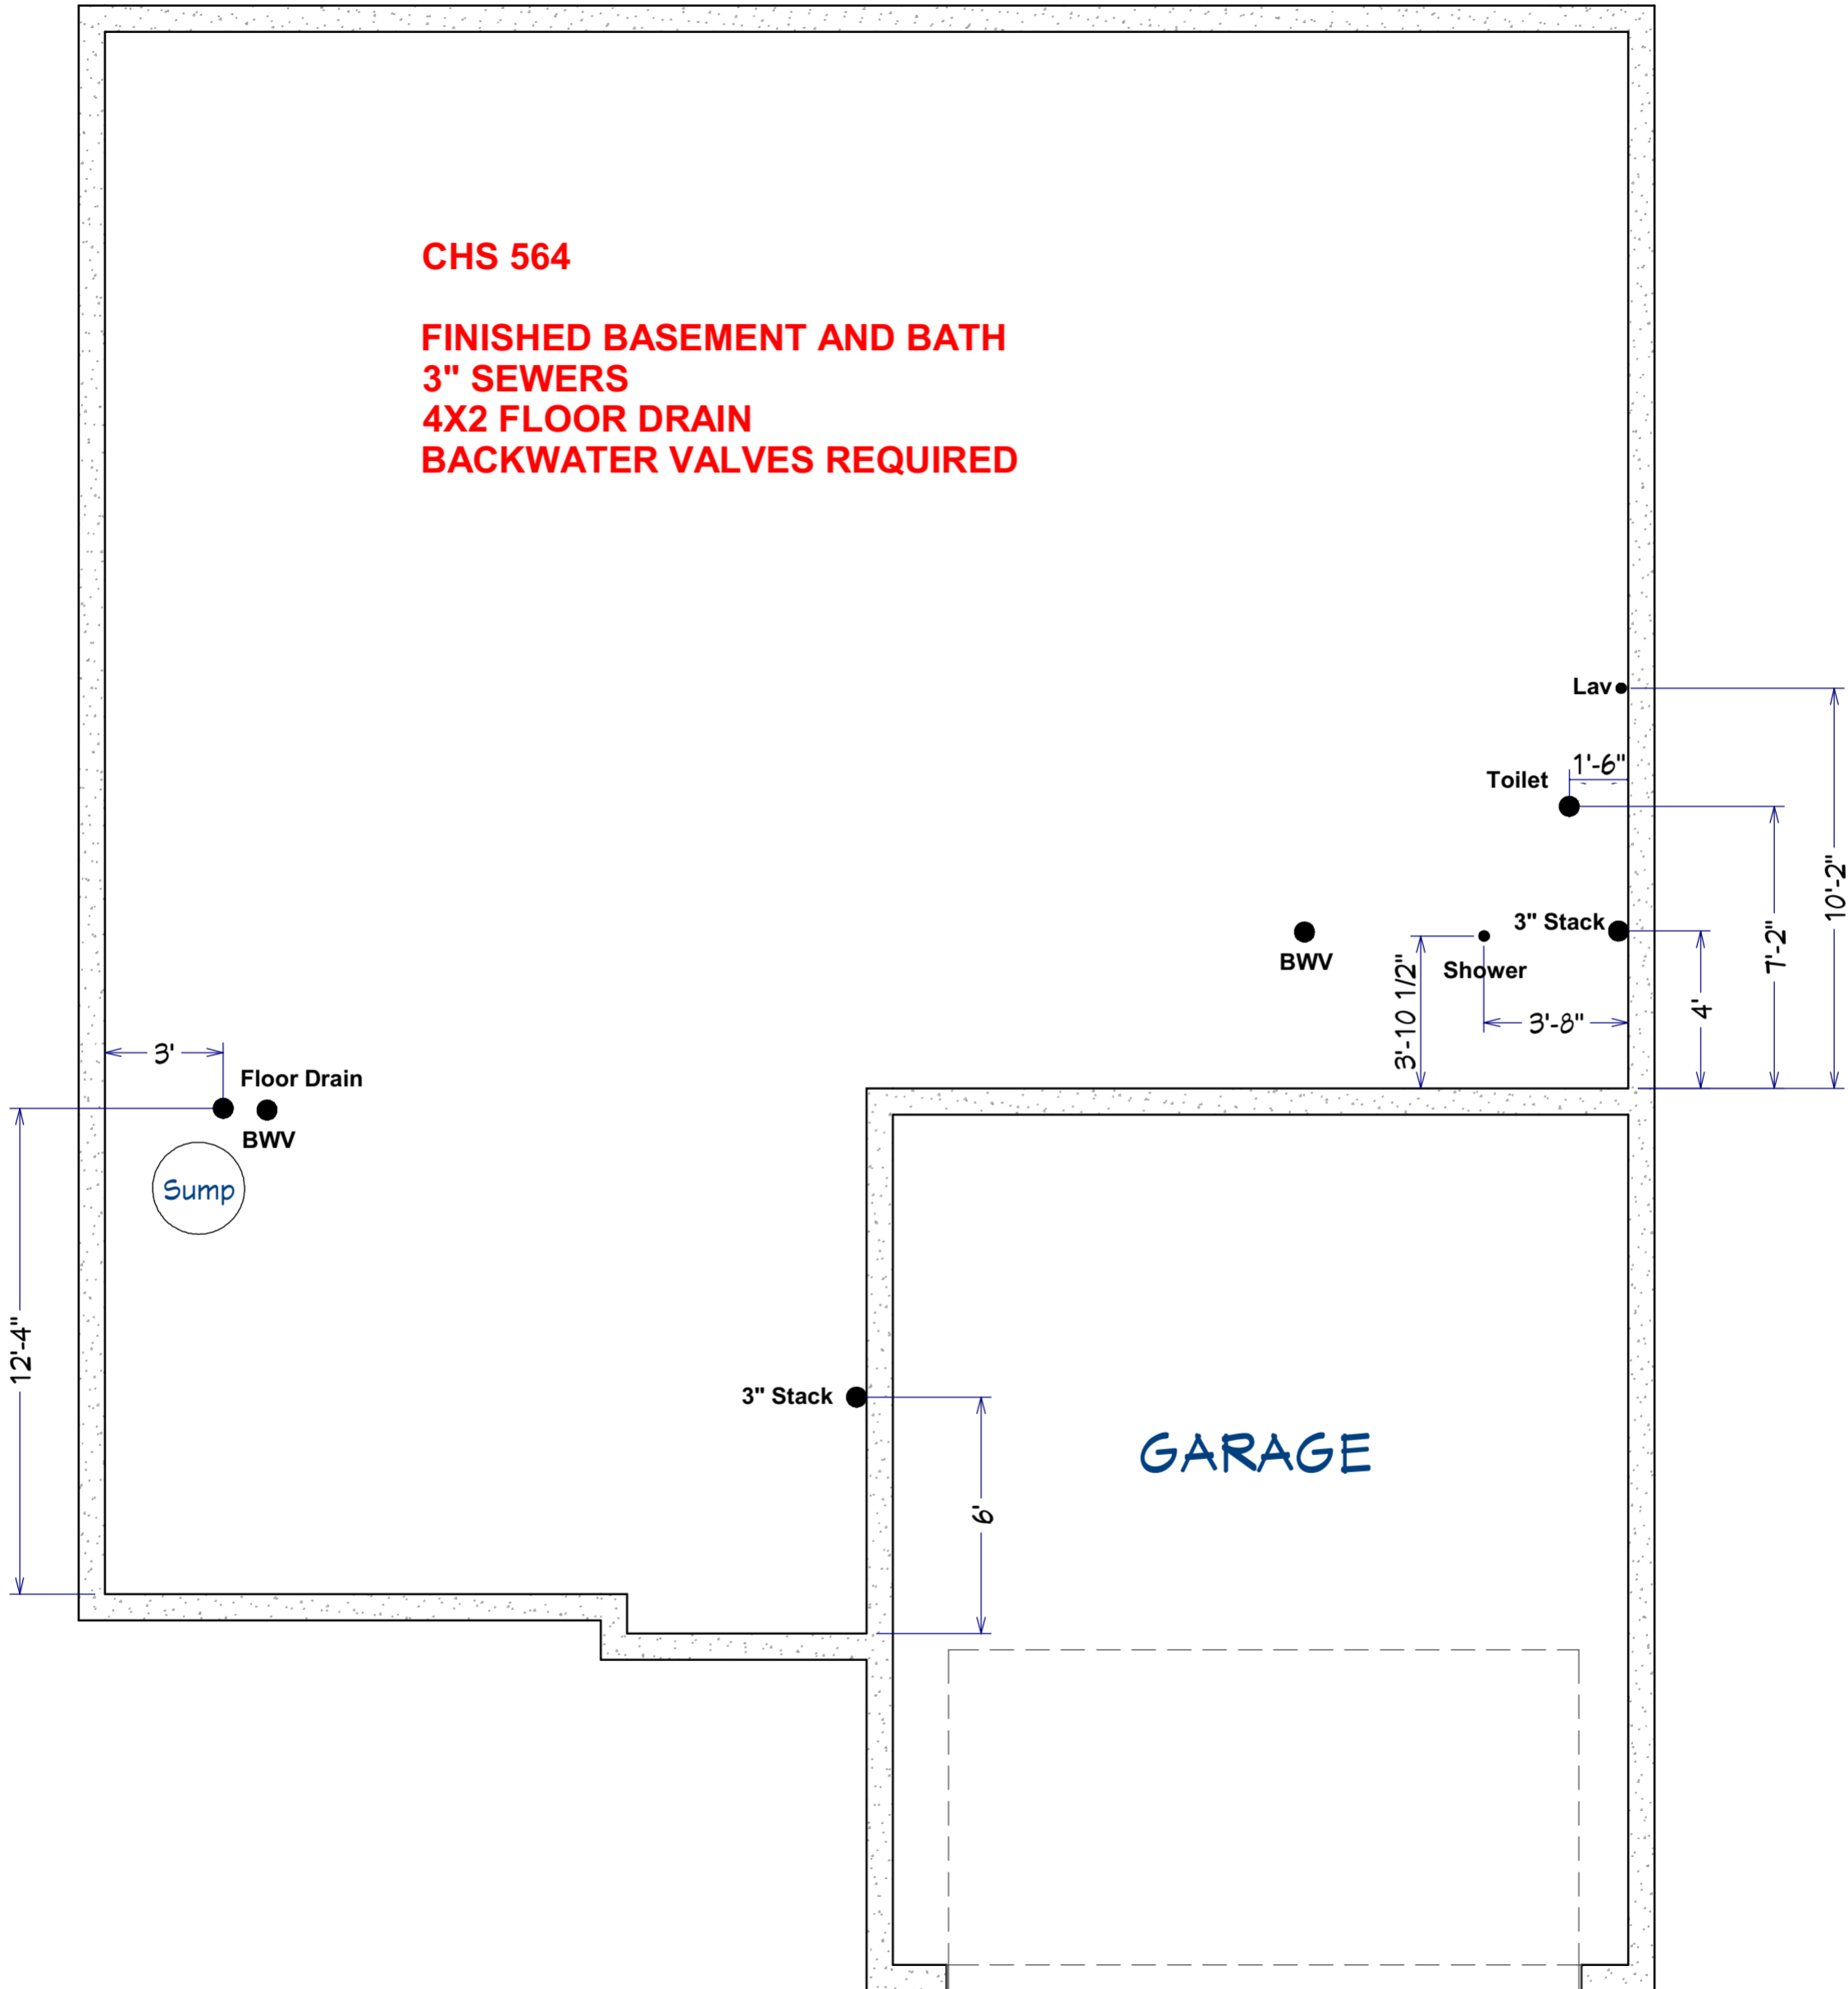 CHS 564
FINISHED BASEMENT AND BATH
3" SEWERS
4X2 FLOOR DRAIN
BACKWATER VALVES REQUIRED
Lav
1'-6"
Toilet
10'-2"
7'-2"
3" Stack
BWV
Shower
3'-10 1/2"
4'
3'-8"
3'
Floor Drain
BWV
Sump
12'-4"
3" Stack
GARAGE
6'